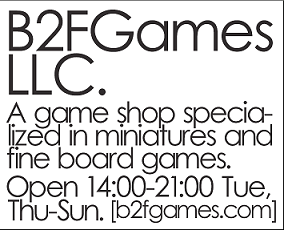 B2FGames
LLC.
A game shop specia-
lized in miniatures and
fine board games.
Open 14:00-21:00 Tue,
Thu-Sun. [b2fgames.com]